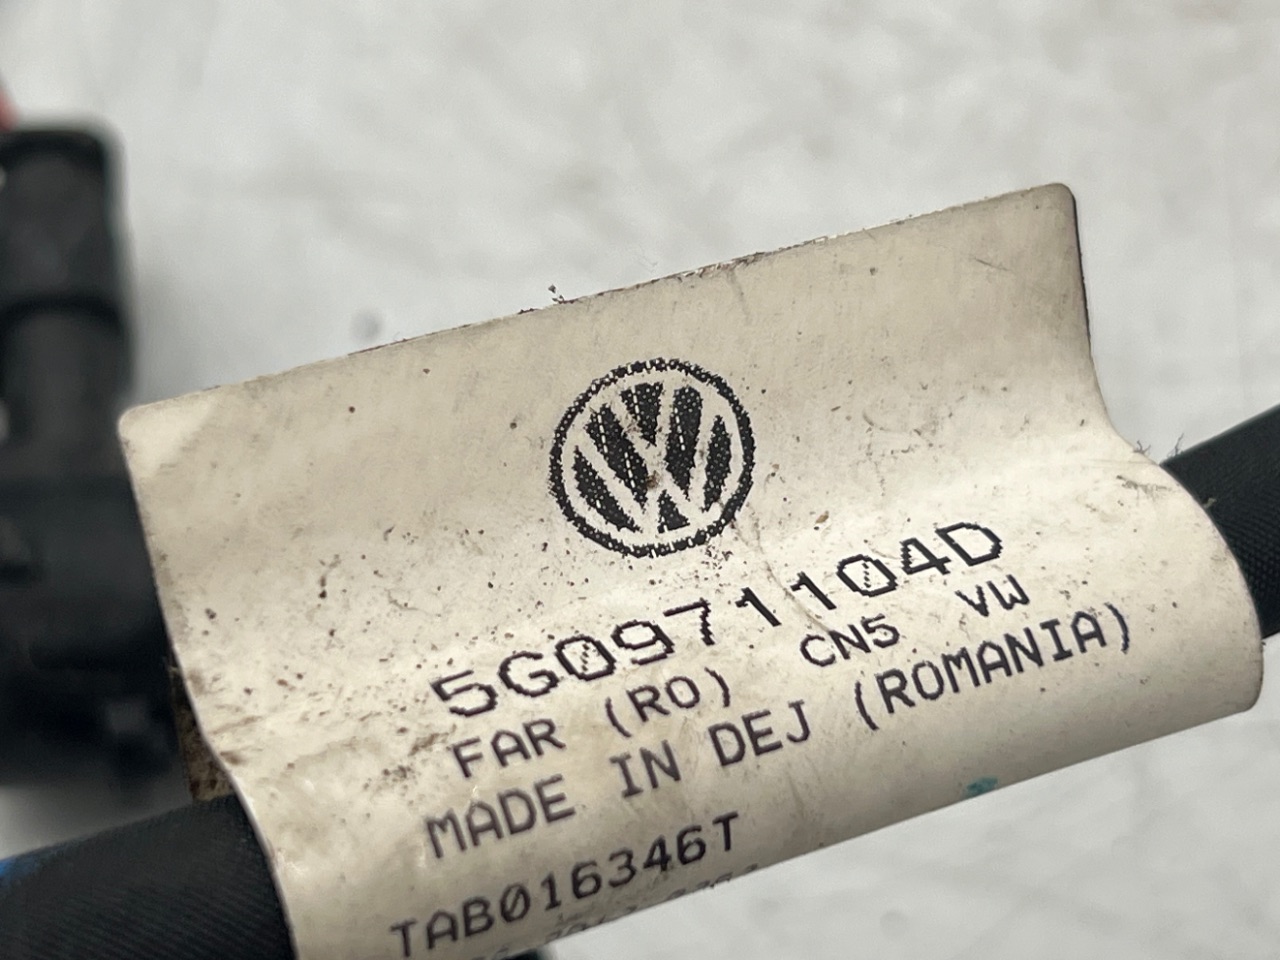 5G0971104D
FAR (RO) CN5 VW
MADE IN DEJ (ROMANIA)
TAB016346T